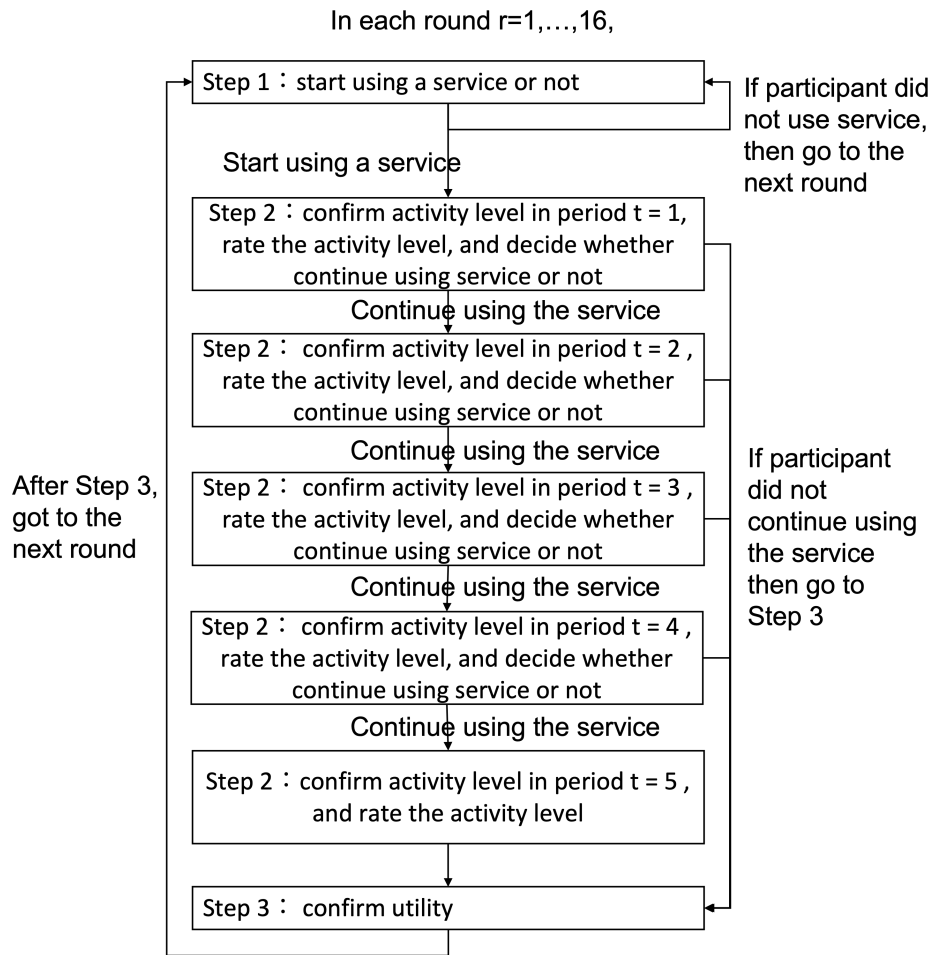 In each round r=1,…,16,
Step 1：start using a service or not
If participant did
not use service,
then go to the
next round
Start using a service
Step 2：confirm activity level in period t = 1,
rate the activity level, and decide whether
continue using service or not
Continue using the service
Step 2： confirm activity level in period t = 2 ,
rate the activity level, and decide whether
continue using service or not
Continue using the service
Step 2： confirm activity level in period t = 3 ,
rate the activity level, and decide whether
continue using service or not
Continue using the service
Step 2： confirm activity level in period t = 4 ,
rate the activity level, and decide whether
continue using service or not
Continue using the service
Step 2：confirm activity level in period t = 5 ,
and rate the activity level
Step 3： confirm utility
After Step 3,
got to the
next round
If participant
did not
continue using
the service
then go to
Step 3